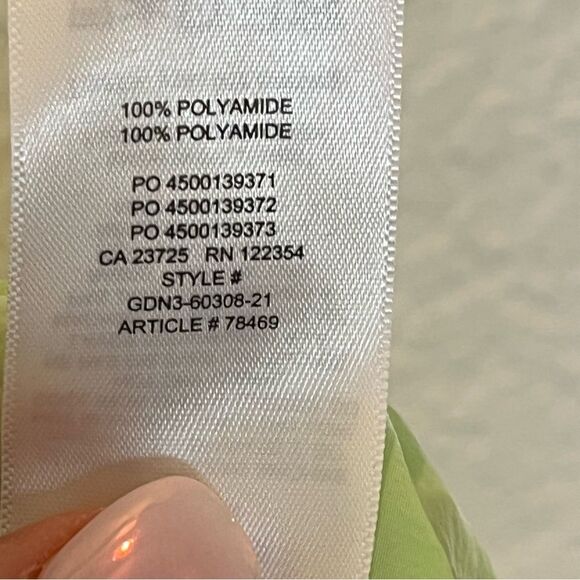 100% POLYAMIDE
100% POLYAMIDE
PO 4500139371
PO 4500139372
PO 4500139373
CA 23725 RN 122354
STYLE #
GDN3-60308-21
ARTICLE # 78469